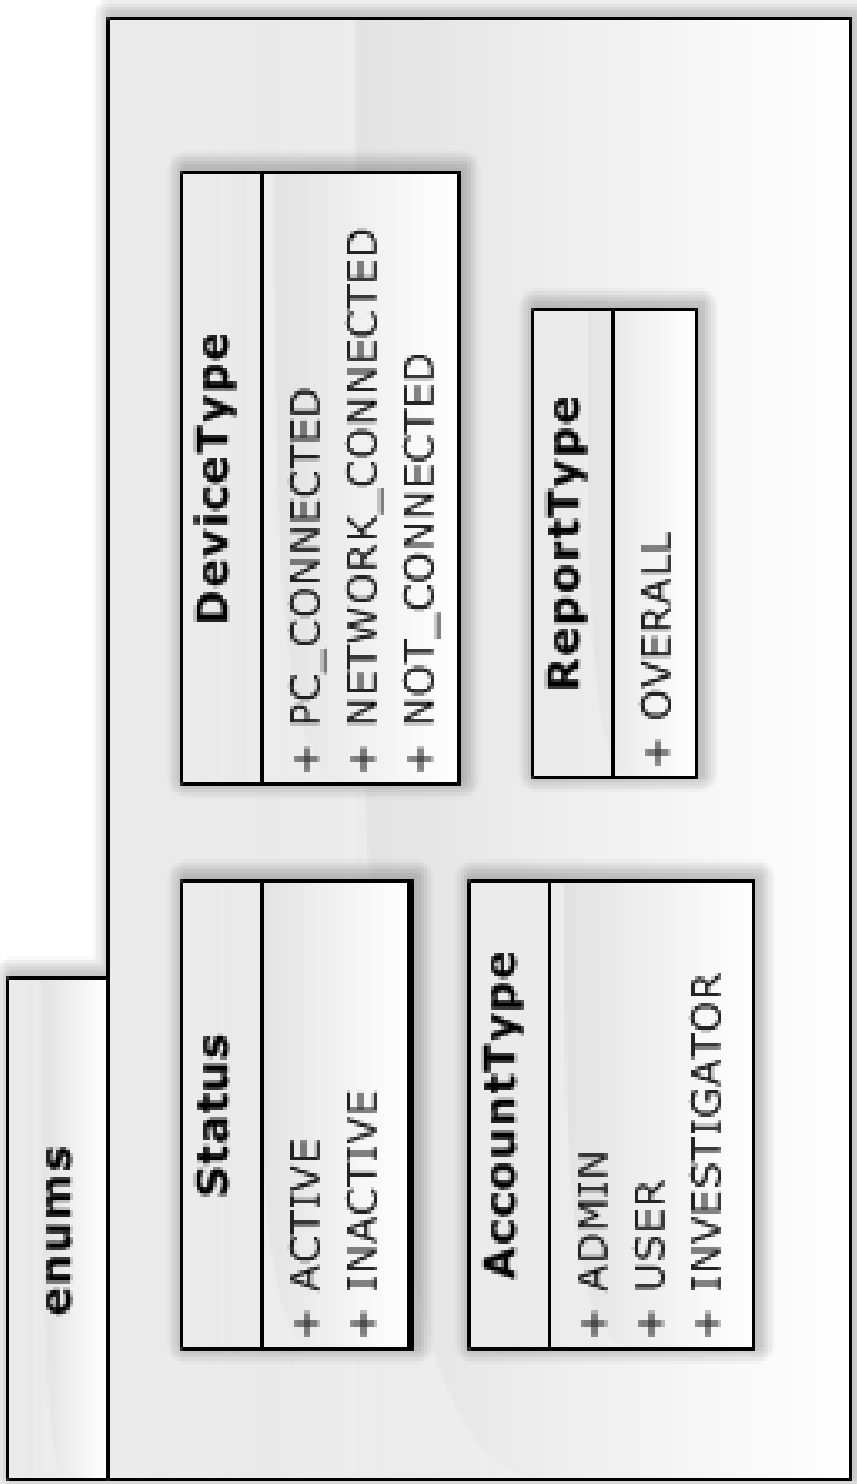 enums
Status
+ ACTIVE
+ INACTIVE
DeviceType
+ PC_CONNECTED
+ NETWORK_CONNECTED
+ NOT_CONNECTED
AccountType
+ ADMIN
+ USER
+ INVESTIGATOR
ReportType
+ OVERALL